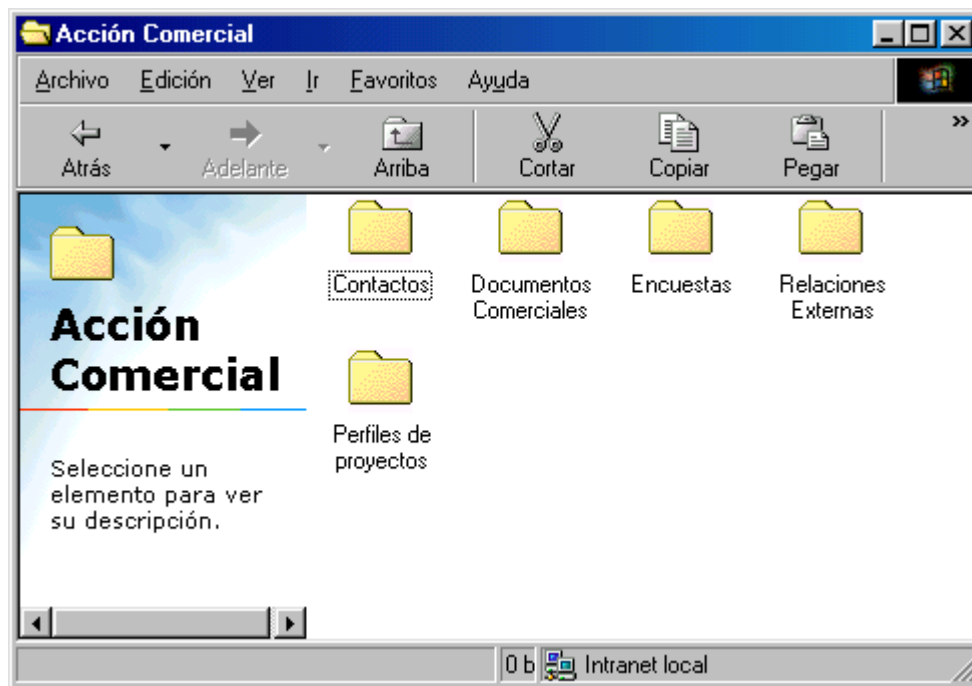 Acción Comercial
Archivo Edición Ver Ir Favoritos Ayuda
Atrás Adelante Arriba Cortar Copiar Pegar »
Acción
Comercial
Seleccione un
elemento para ver
su descripción.
Contactos
Documentos
Comerciales
Encuestas
Relaciones
Externas
Perfiles de
proyectos
0 b Intranet local